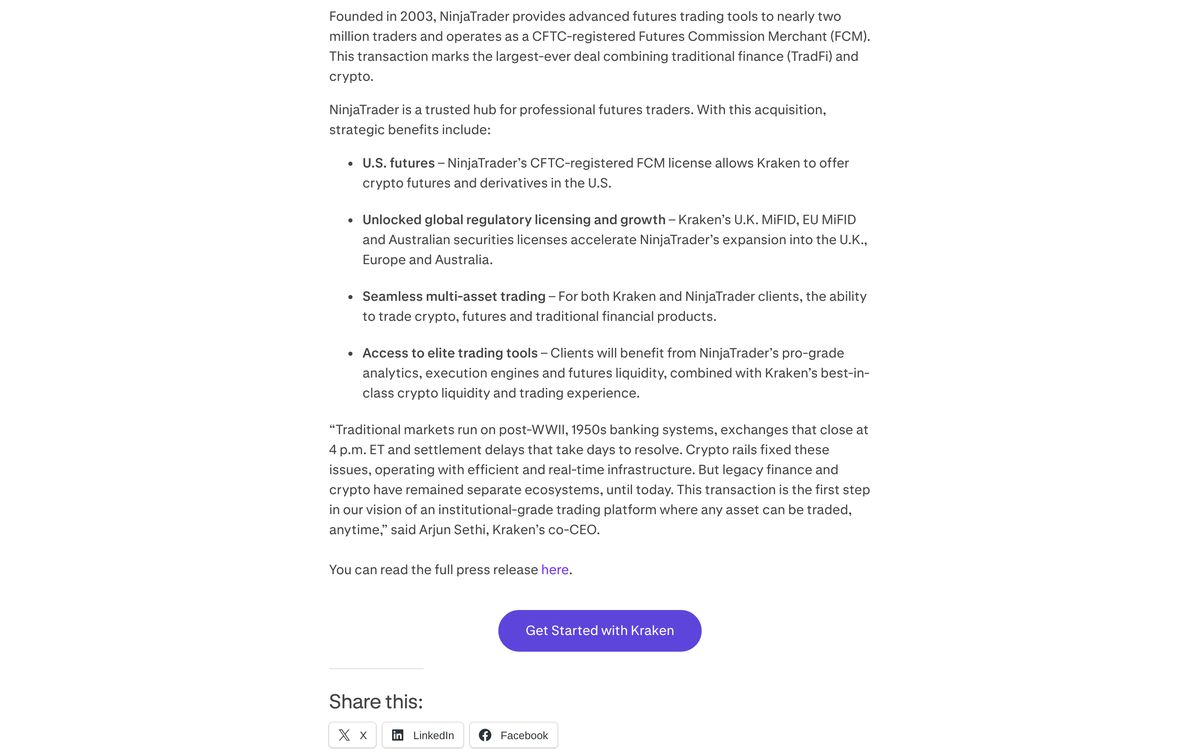 Founded in 2003, NinjaTrader provides advanced futures trading tools to nearly two
million traders and operates as a CFTC-registered Futures Commission Merchant (FCM).
This transaction marks the largest-ever deal combining traditional finance (TradFi) and
crypto.
NinjaTrader is a trusted hub for professional futures traders. With this acquisition,
strategic benefits include:
• U.S. futures – NinjaTrader’s CFTC-registered FCM license allows Kraken to offer
crypto futures and derivatives in the U.S.
• Unlocked global regulatory licensing and growth – Kraken’s U.K. MiFID, EU MiFID
and Australian securities licenses accelerate NinjaTrader’s expansion into the U.K.,
Europe and Australia.
• Seamless multi-asset trading – For both Kraken and NinjaTrader clients, the ability
to trade crypto, futures and traditional financial products.
• Access to elite trading tools – Clients will benefit from NinjaTrader’s pro-grade
analytics, execution engines and futures liquidity, combined with Kraken’s best-in-
class crypto liquidity and trading experience.
“Traditional markets run on post-WWII, 1950s banking systems, exchanges that close at
4 p.m. ET and settlement delays that take days to resolve. Crypto rails fixed these
issues, operating with efficient and real-time infrastructure. But legacy finance and
crypto have remained separate ecosystems, until today. This transaction is the first step
in our vision of an institutional-grade trading platform where any asset can be traded,
anytime,” said Arjun Sethi, Kraken’s co-CEO.
You can read the full press release here.
Get Started with Kraken
Share this:
X LinkedIn Facebook